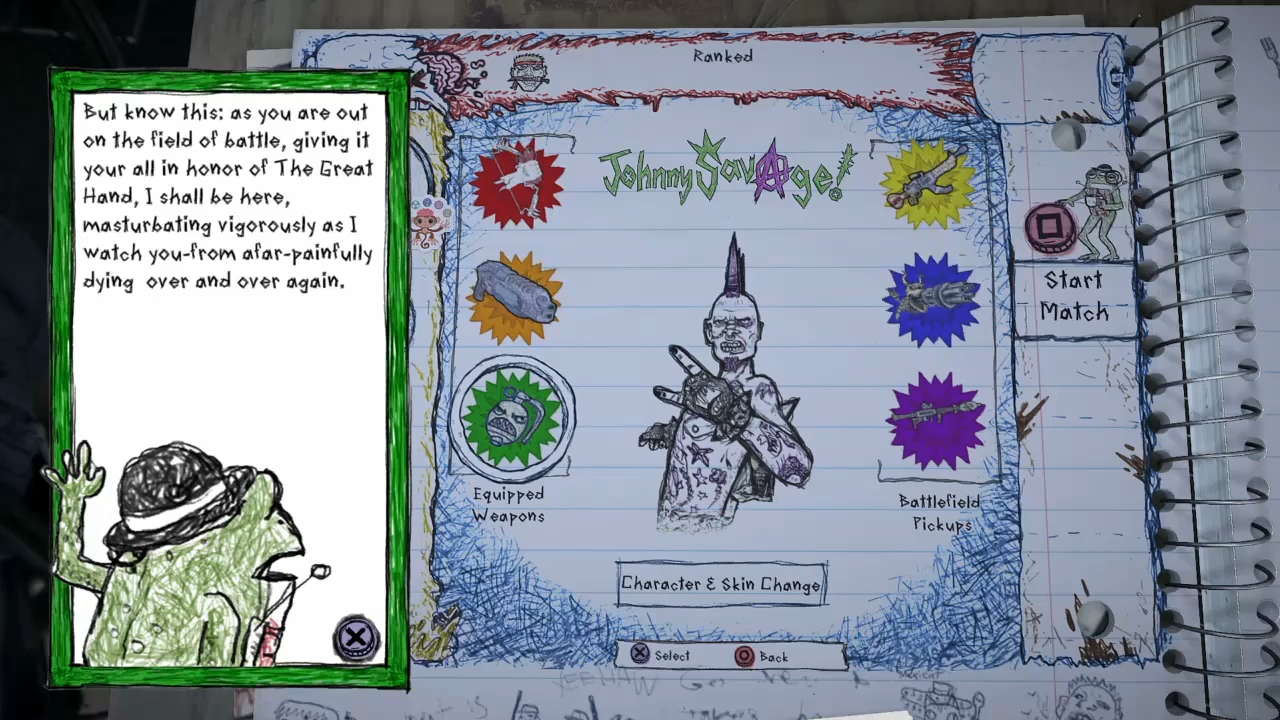 But know this: as you are out
on the field of battle, giving it
your all in honor of The Great
Hand, I shall be here,
masturbating vigorously as I
watch you-from afar-painfully
dying over and over again.
Ranked
Johnny Savage!
Equipped
Weapons
Battlefield
Pickups
Start
Match
Character & Skin Change
Select
Back
YEEHAW